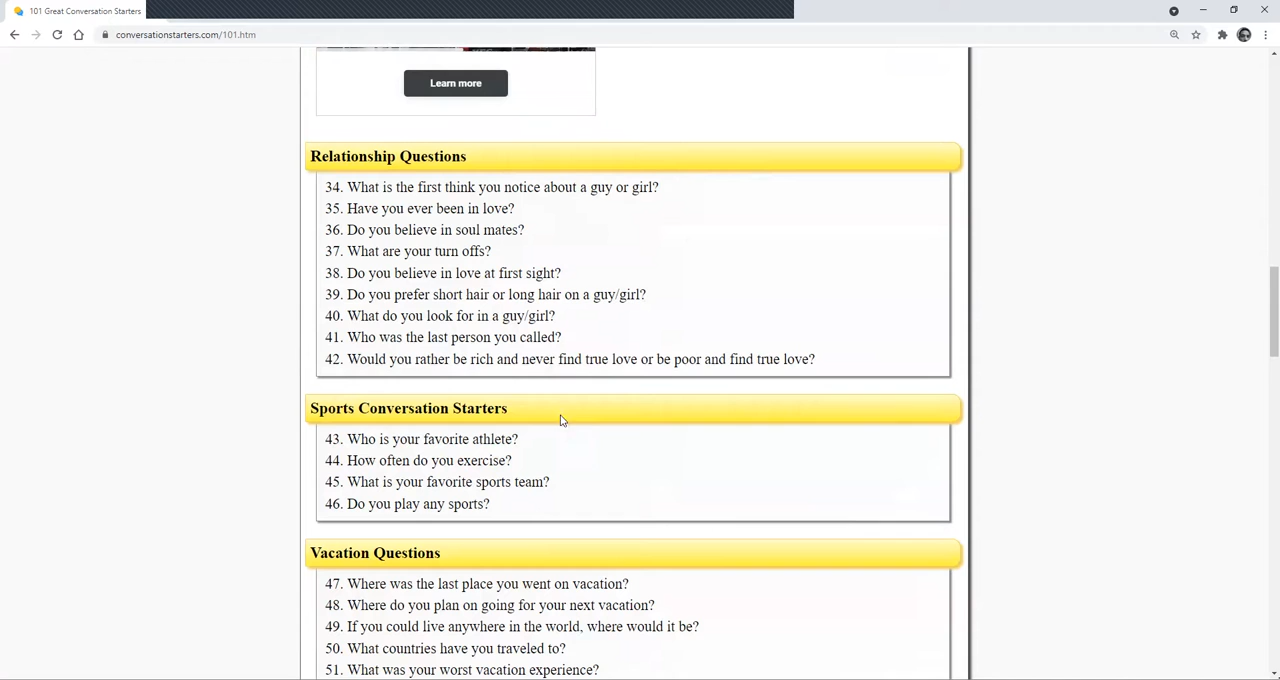 101 Great Conversation Starters
conversationstarters.com/101.htm
Learn more
Relationship Questions
34. What is the first think you notice about a guy or girl?
35. Have you ever been in love?
36. Do you believe in soul mates?
37. What are your turn offs?
38. Do you believe in love at first sight?
39. Do you prefer short hair or long hair on a guy/girl?
40. What do you look for in a guy/girl?
41. Who was the last person you called?
42. Would you rather be rich and never find true love or be poor and find true love?
Sports Conversation Starters
43. Who is your favorite athlete?
44. How often do you exercise?
45. What is your favorite sports team?
46. Do you play any sports?
Vacation Questions
47. Where was the last place you went on vacation?
48. Where do you plan on going for your next vacation?
49. If you could live anywhere in the world, where would it be?
50. What countries have you traveled to?
51. What was your worst vacation experience?